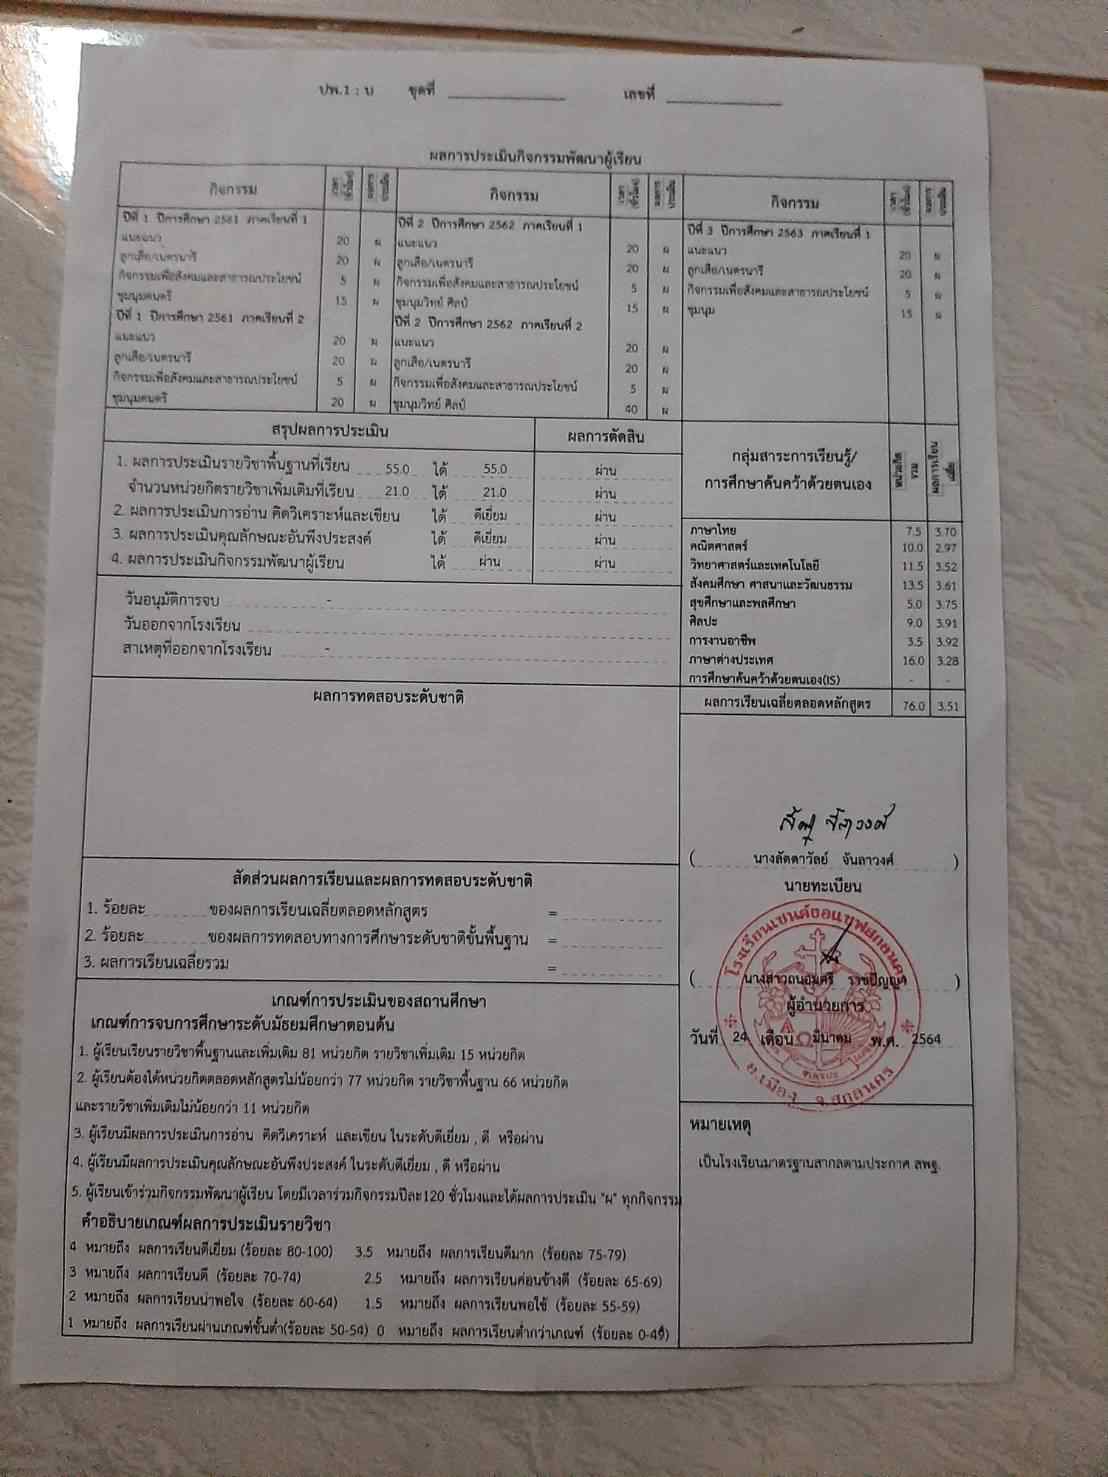 ปพ.1 : บ ชุดที่ เลขที่
ผลการประเมินกิจกรรมพัฒนาผู้เรียน
กิจกรรม เวลา (ชั่วโมง) ผลการประเมิน กิจกรรม เวลา (ชั่วโมง) ผลการประเมิน กิจกรรม เวลา (ชั่วโมง) ผลการประเมิน
ปีที่ 1 ปีการศึกษา 2561 ภาคเรียนที่ 1
แนะแนว 20 ผ
ลูกเสือ/เนตรนารี 20 ผ
กิจกรรมเพื่อสังคมและสาธารณประโยชน์ 5 ผ
ชุมนุมดนตรี 15 ผ
ปีที่ 1 ปีการศึกษา 2561 ภาคเรียนที่ 2
แนะแนว 20 ผ
ลูกเสือ/เนตรนารี 20 ผ
กิจกรรมเพื่อสังคมและสาธารณประโยชน์ 5 ผ
ชุมนุมดนตรี 20 ผ
ปีที่ 2 ปีการศึกษา 2562 ภาคเรียนที่ 1
แนะแนว 20 ผ
ลูกเสือ/เนตรนารี 20 ผ
กิจกรรมเพื่อสังคมและสาธารณประโยชน์ 5 ผ
ชุมนุมวิทย์ ศิลป์ 15 ผ
ปีที่ 2 ปีการศึกษา 2562 ภาคเรียนที่ 2
แนะแนว 20 ผ
ลูกเสือ/เนตรนารี 20 ผ
กิจกรรมเพื่อสังคมและสาธารณประโยชน์ 5 ผ
ชุมนุมวิทย์ ศิลป์ 40 ผ
ปีที่ 3 ปีการศึกษา 2563 ภาคเรียนที่ 1
แนะแนว 20 ผ
ลูกเสือ/เนตรนารี 20 ผ
กิจกรรมเพื่อสังคมและสาธารณประโยชน์ 5 ผ
ชุมนุม 15 ผ
สรุปผลการประเมิน ผลการตัดสิน
1. ผลการประเมินรายวิชาพื้นฐานที่เรียน 55.0 ได้ 55.0 ผ่าน
จำนวนหน่วยกิตรายวิชาเพิ่มเติมที่เรียน 21.0 ได้ 21.0 ผ่าน
2. ผลการประเมินการอ่าน คิดวิเคราะห์และเขียน ได้ ดีเยี่ยม ผ่าน
3. ผลการประเมินคุณลักษณะอันพึงประสงค์ ได้ ดีเยี่ยม ผ่าน
4. ผลการประเมินกิจกรรมพัฒนาผู้เรียน ได้ ผ่าน ผ่าน
วันอนุมัติการจบ -
วันออกจากโรงเรียน
สาเหตุที่ออกจากโรงเรียน -
กลุ่มสาระการเรียนรู้/
การศึกษาค้นคว้าด้วยตนเอง หน่วยกิตรวม ผลการเรียนเฉลี่ย
ภาษาไทย 7.5 3.70
คณิตศาสตร์ 10.0 2.97
วิทยาศาสตร์และเทคโนโลยี 11.5 3.52
สังคมศึกษา ศาสนาและวัฒนธรรม 13.5 3.61
สุขศึกษาและพลศึกษา 5.0 3.75
ศิลปะ 9.0 3.91
การงานอาชีพ 3.5 3.92
ภาษาต่างประเทศ 16.0 3.28
การศึกษาค้นคว้าด้วยตนเอง(IS) - -
ผลการเรียนเฉลี่ยตลอดหลักสูตร 76.0 3.51
ผลการทดสอบระดับชาติ
สัดส่วนผลการเรียนและผลการทดสอบระดับชาติ
1. ร้อยละ ของผลการเรียนเฉลี่ยตลอดหลักสูตร =
2. ร้อยละ ของผลการทดสอบทางการศึกษาระดับชาติขั้นพื้นฐาน =
3. ผลการเรียนเฉลี่ยรวม =
( นางลัดดาวัลย์ จันลาวงศ์ )
นายทะเบียน
โรงเรียนเซนต์ยอแซฟสกลนคร
( นางสาวถนอมศรี ราชปัญญา )
ผู้อำนวยการ
วันที่ 24 เดือน มีนาคม พ.ศ. 2564
อ.เมือง จ.สกลนคร
เกณฑ์การประเมินของสถานศึกษา
เกณฑ์การจบการศึกษาระดับมัธยมศึกษาตอนต้น
1. ผู้เรียนเรียนรายวิชาพื้นฐานและเพิ่มเติม 81 หน่วยกิต รายวิชาเพิ่มเติม 15 หน่วยกิต
2. ผู้เรียนต้องได้หน่วยกิตตลอดหลักสูตรไม่น้อยกว่า 77 หน่วยกิต รายวิชาพื้นฐาน 66 หน่วยกิต
และรายวิชาเพิ่มเติมไม่น้อยกว่า 11 หน่วยกิต
3. ผู้เรียนมีผลการประเมินการอ่าน คิดวิเคราะห์ และเขียน ในระดับดีเยี่ยม , ดี หรือผ่าน
4. ผู้เรียนมีผลการประเมินคุณลักษณะอันพึงประสงค์ ในระดับดีเยี่ยม , ดี หรือผ่าน
5. ผู้เรียนเข้าร่วมกิจกรรมพัฒนาผู้เรียน โดยมีเวลาร่วมกิจกรรมปีละ120 ชั่วโมงและได้ผลการประเมิน "ผ" ทุกกิจกรรม
คำอธิบายเกณฑ์ผลการประเมินรายวิชา
4 หมายถึง ผลการเรียนดีเยี่ยม (ร้อยละ 80-100) 3.5 หมายถึง ผลการเรียนดีมาก (ร้อยละ 75-79)
3 หมายถึง ผลการเรียนดี (ร้อยละ 70-74) 2.5 หมายถึง ผลการเรียนค่อนข้างดี (ร้อยละ 65-69)
2 หมายถึง ผลการเรียนน่าพอใจ (ร้อยละ 60-64) 1.5 หมายถึง ผลการเรียนพอใช้ (ร้อยละ 55-59)
1 หมายถึง ผลการเรียนผ่านเกณฑ์ขั้นต่ำ(ร้อยละ 50-54) 0 หมายถึง ผลการเรียนต่ำกว่าเกณฑ์ (ร้อยละ 0-49)
หมายเหตุ
เป็นโรงเรียนมาตรฐานสากลตามประกาศ สพฐ.